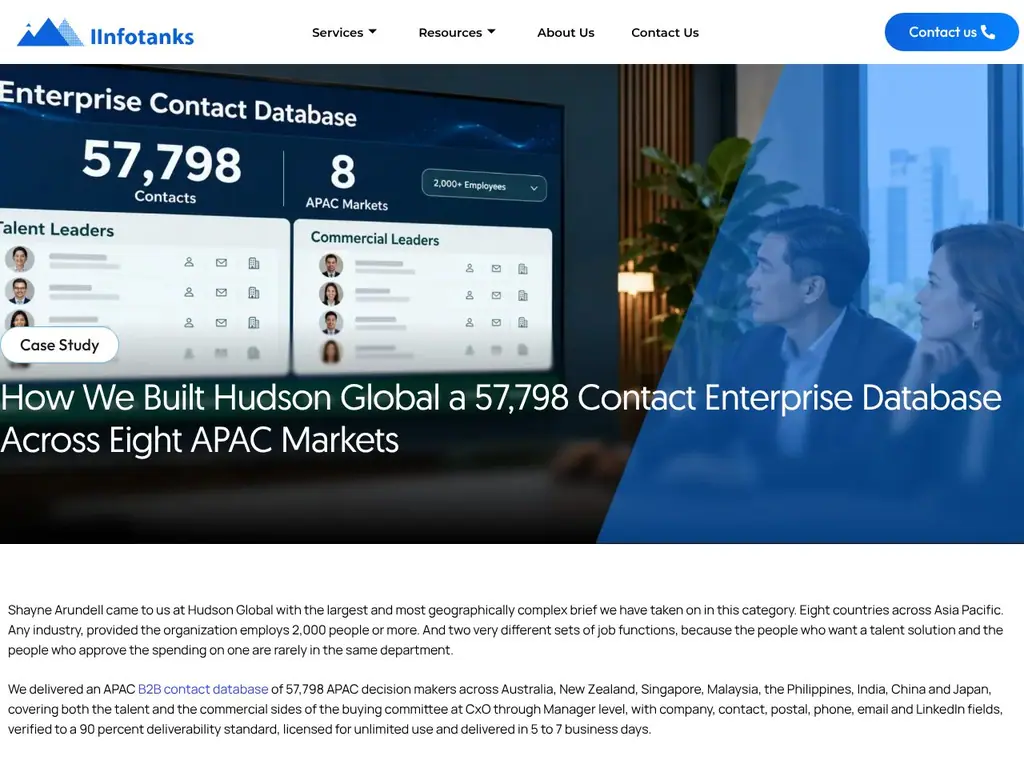 IInfotanks
Services
Resources
About Us
Contact Us
Contact us
Enterprise Contact Database
57,798
Contacts
8
APAC Markets
2,000+ Employees
Talent Leaders
Commercial Leaders
Case Study
How We Built Hudson Global a 57,798 Contact Enterprise Database
Across Eight APAC Markets
Shayne Arundell came to us at Hudson Global with the largest and most geographically complex brief we have taken on in this category. Eight countries across Asia Pacific.
Any industry, provided the organization employs 2,000 people or more. And two very different sets of job functions, because the people who want a talent solution and the
people who approve the spending on one are rarely in the same department.
We delivered an APAC B2B contact database of 57,798 APAC decision makers across Australia, New Zealand, Singapore, Malaysia, the Philippines, India, China and Japan,
covering both the talent and the commercial sides of the buying committee at CxO through Manager level, with company, contact, postal, phone, email and LinkedIn fields,
verified to a 90 percent deliverability standard, licensed for unlimited use and delivered in 5 to 7 business days.